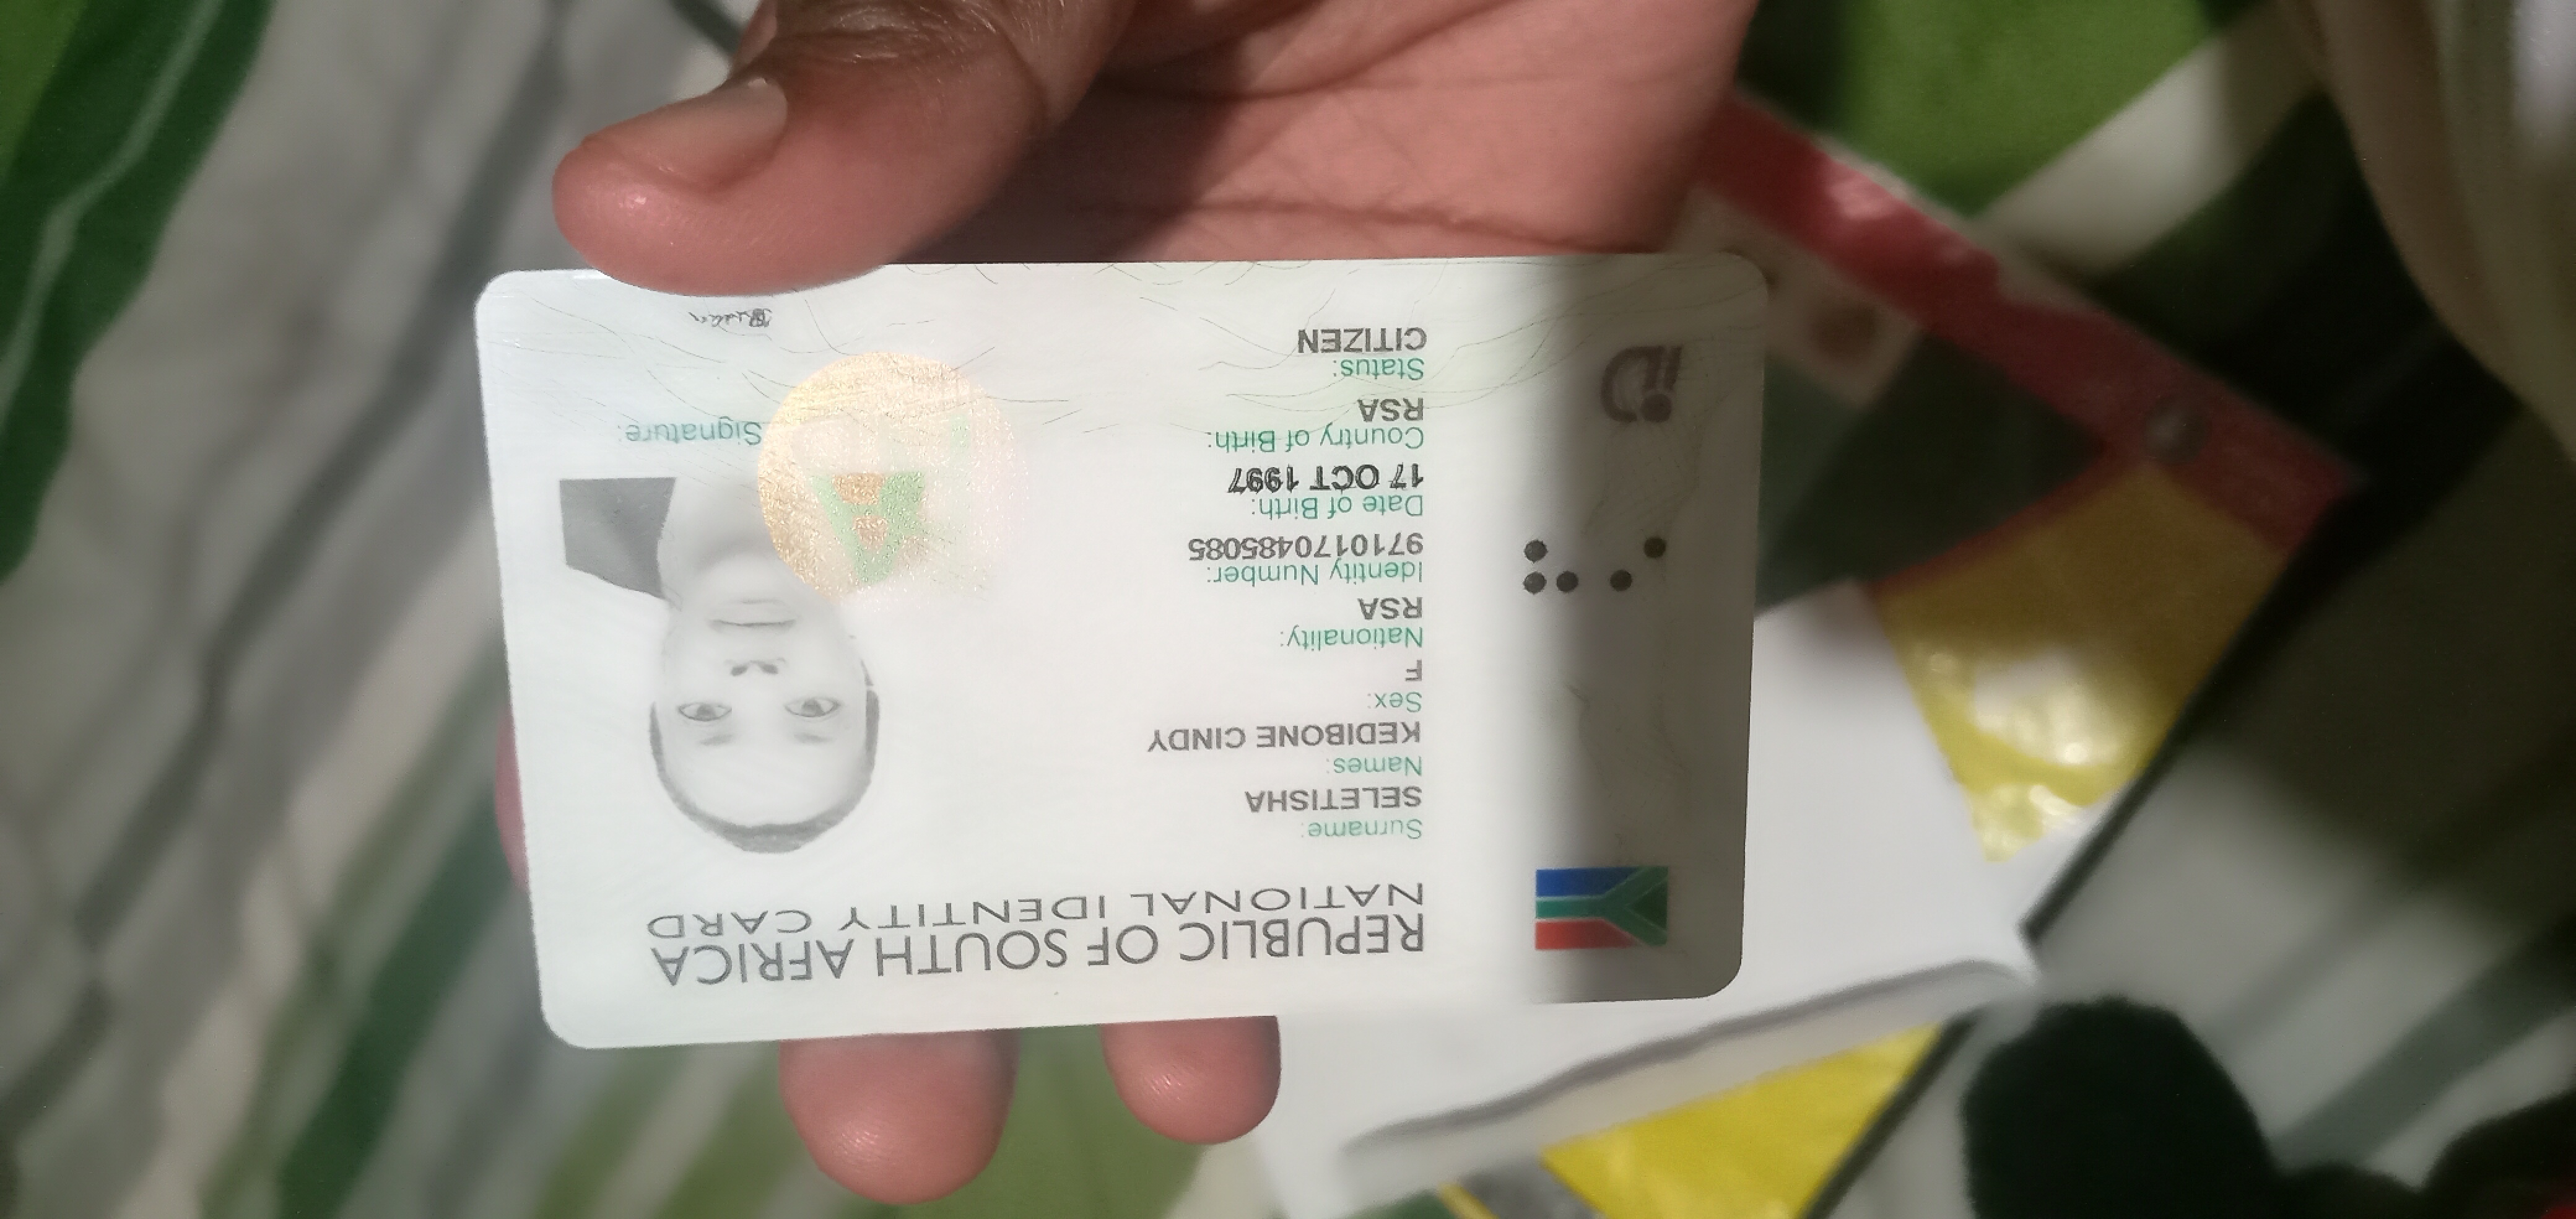 REPUBLIC OF SOUTH AFRICA
NATIONAL IDENTITY CARD
Surname:
SELETISHA
Names:
KEDIBONE CINDY
Sex:
F
Nationality:
RSA
Identity Number:
9710170485085
Date of Birth:
17 OCT 1997
Country of Birth:
RSA
Status:
CITIZEN
Signature:
iD